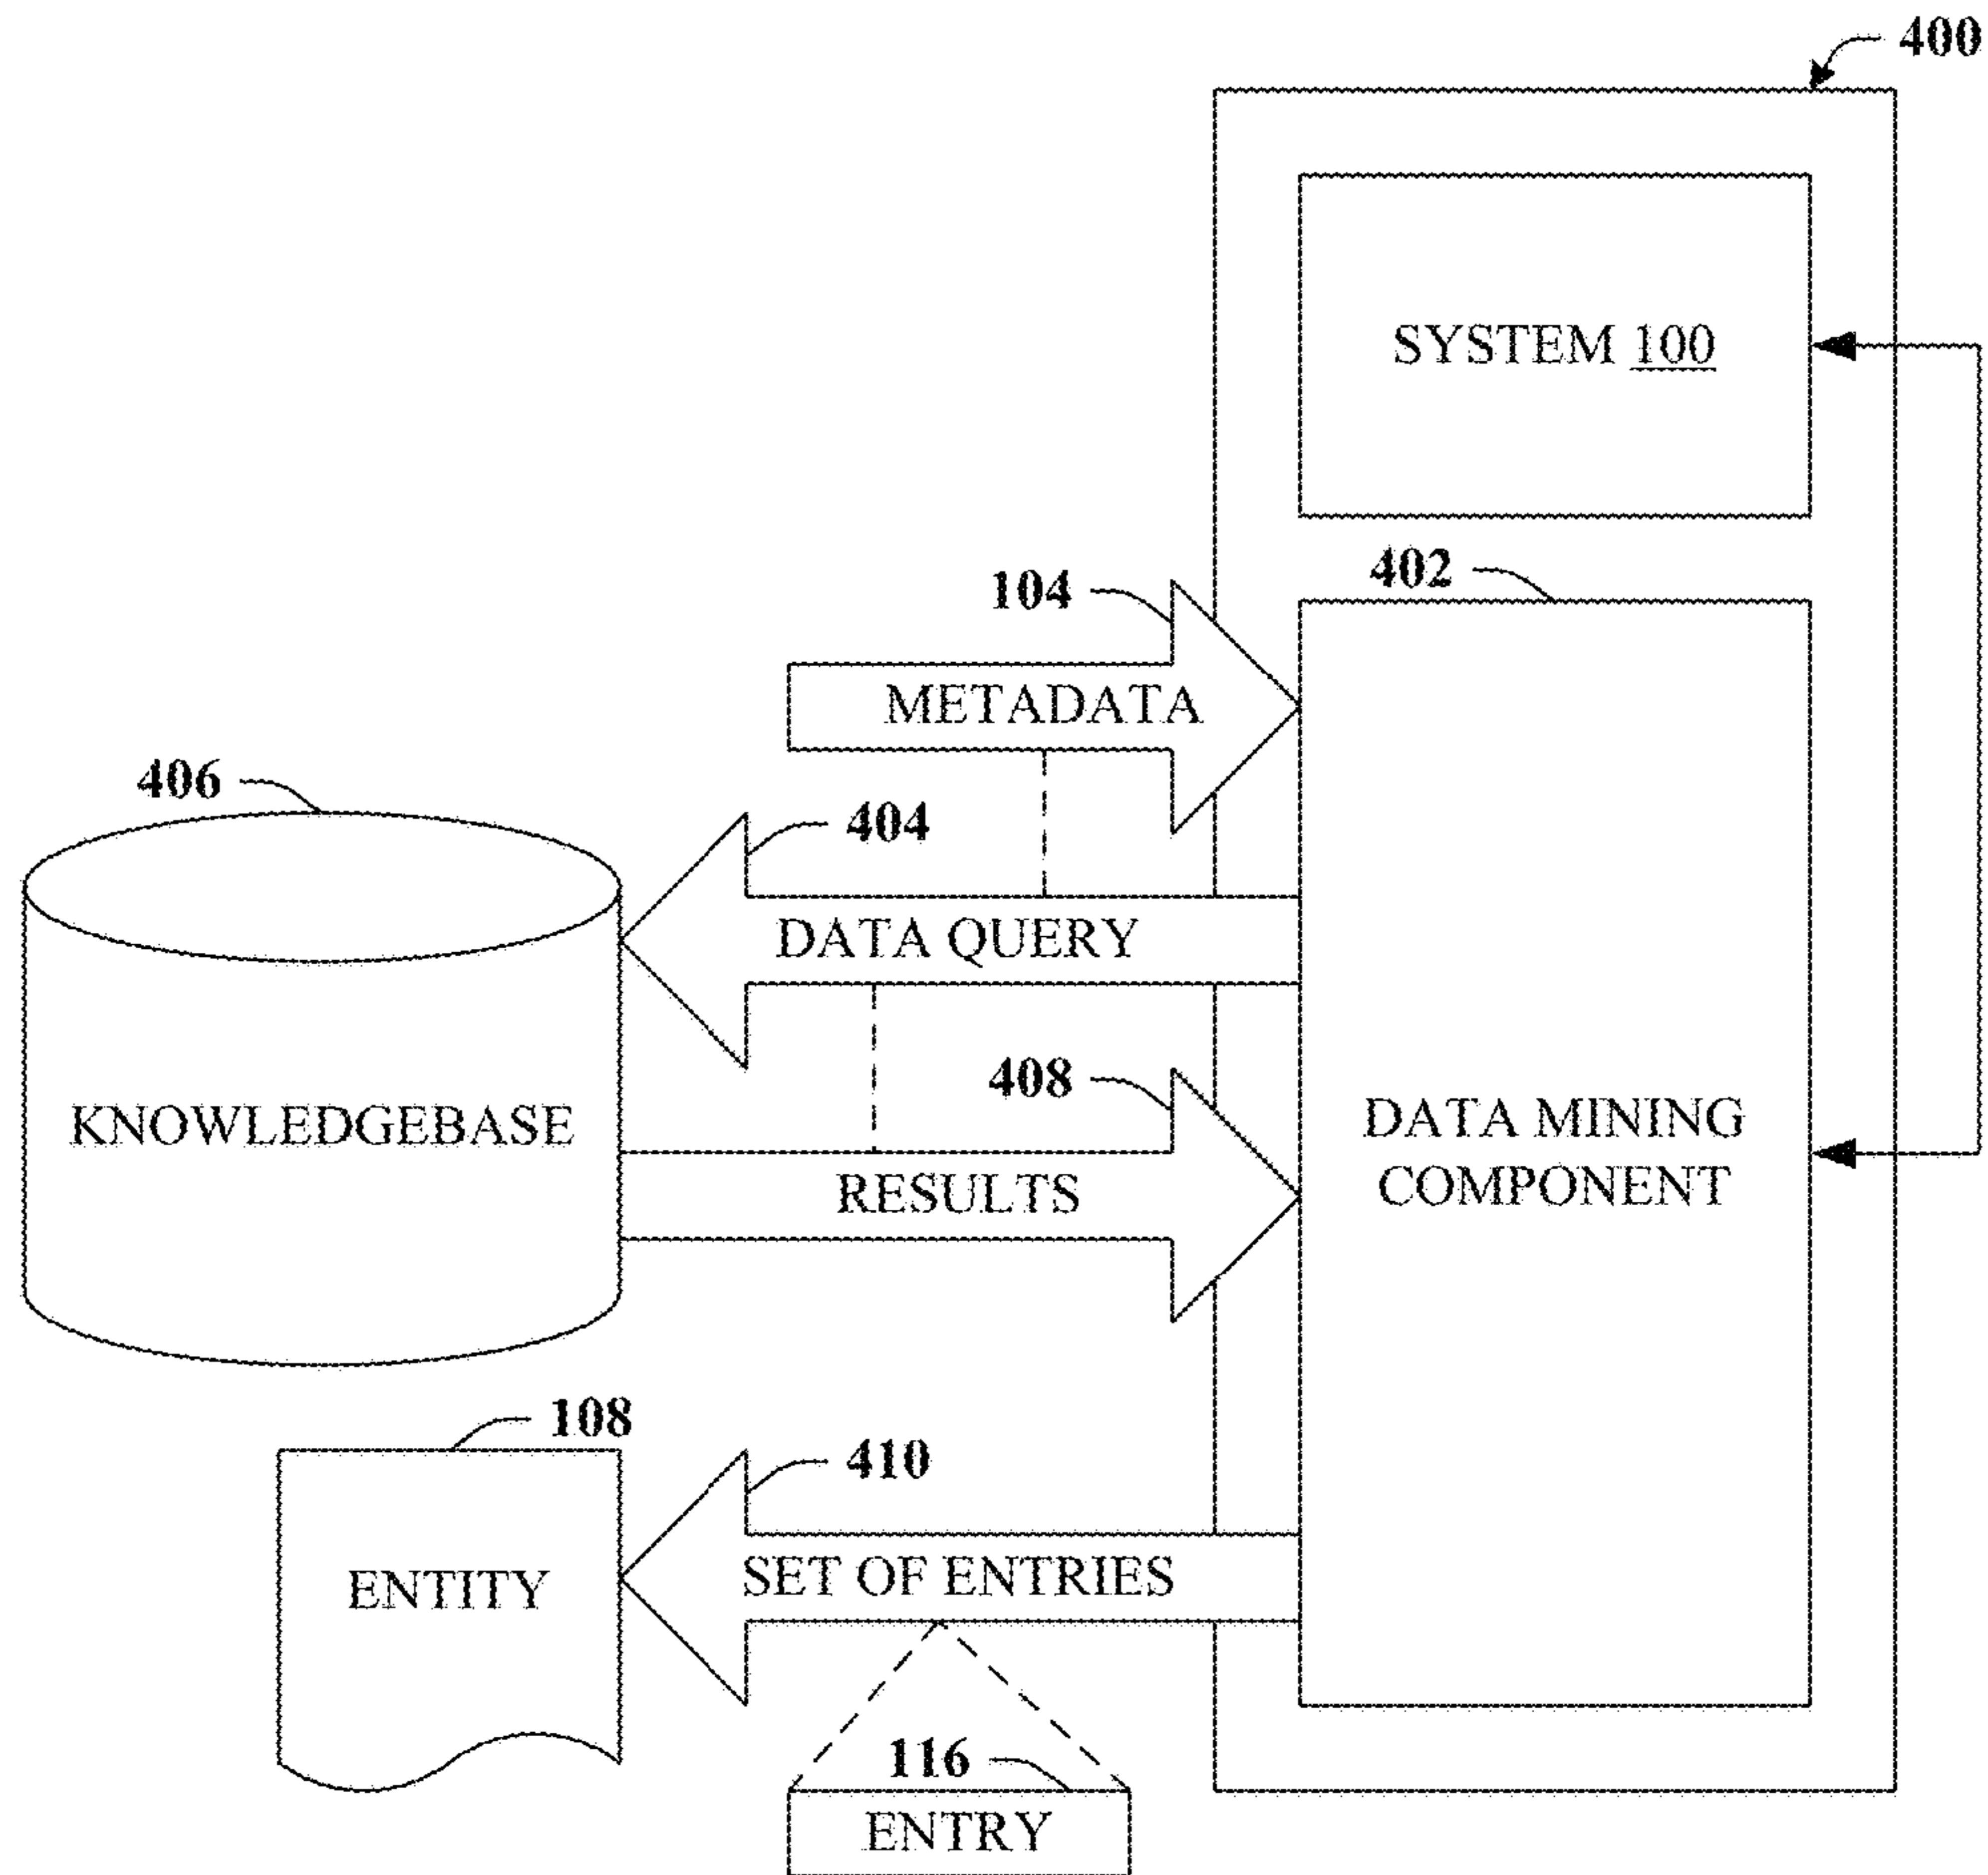 400
SYSTEM 100
402
104
METADATA
406
404
DATA QUERY
408
KNOWLEDGEBASE
DATA MINING
COMPONENT
RESULTS
108
410
ENTITY
SET OF ENTRIES
116
ENTRY